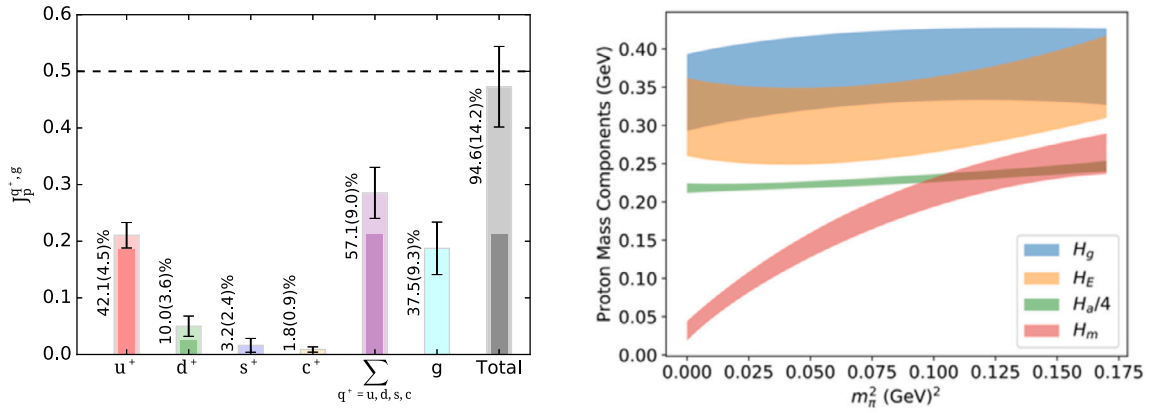 0.6
0.5
0.4
0.3
0.2
0.1
0.0
J_p^{q^+,g}
42.1(4.5)%
10.0(3.6)%
3.2(2.4)%
1.8(0.9)%
57.1(9.0)%
37.5(9.3)%
94.6(14.2)%
u⁺ d⁺ s⁺ c⁺ ∑ g Total
q⁺ = u, d, s, c
Proton Mass Components (GeV)
0.40
0.35
0.30
0.25
0.20
0.15
0.10
0.05
0.00
H_g
H_E
H_a/4
H_m
0.000 0.025 0.050 0.075 0.100 0.125 0.150 0.175
m_π^2 (GeV)^2